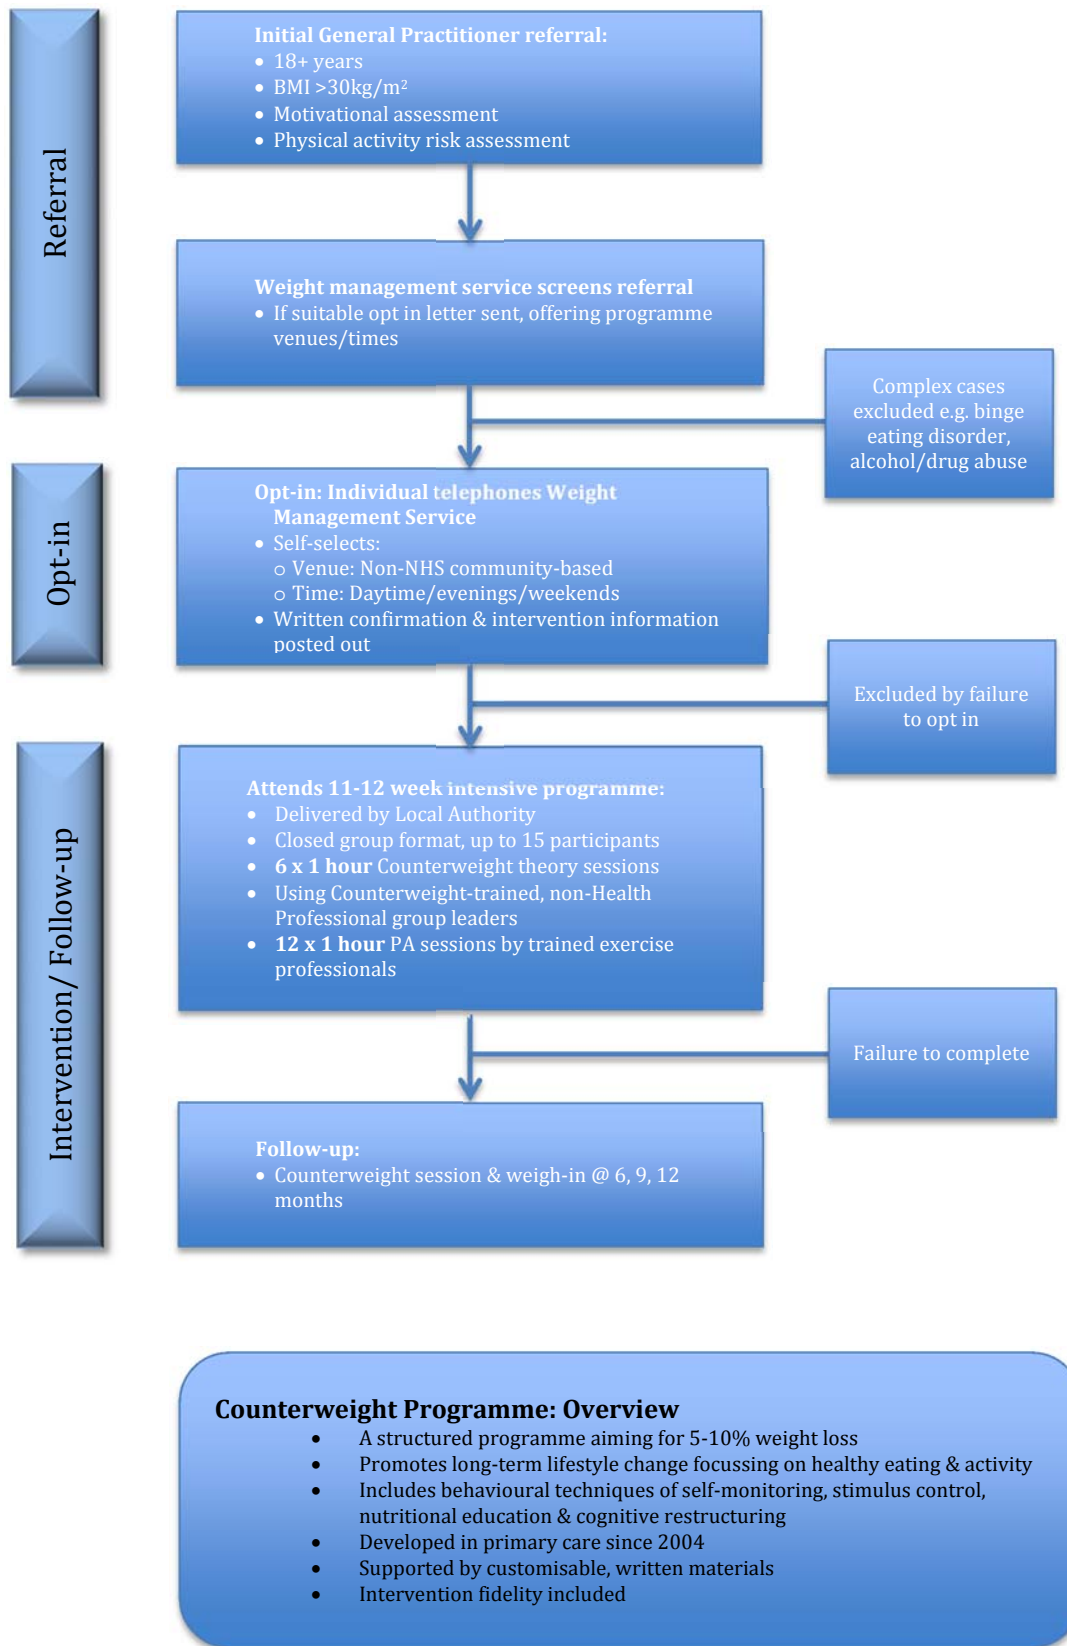 Referral
Initial General Practitioner referral:
• 18+ years
• BMI >30kg/m²
• Motivational assessment
• Physical activity risk assessment
Weight management service screens referral
• If suitable opt in letter sent, offering programme
venues/times
Complex cases
excluded e.g. binge
eating disorder,
alcohol/drug abuse
Opt-in
Opt-in: Individual telephones Weight
Management Service
• Self-selects:
o Venue: Non-NHS community-based
o Time: Daytime/evenings/weekends
• Written confirmation & intervention information
posted out
Excluded by failure
to opt in
Intervention/ Follow-up
Attends 11-12 week intensive programme:
• Delivered by Local Authority
• Closed group format, up to 15 participants
• 6 x 1 hour Counterweight theory sessions
• Using Counterweight-trained, non-Health
Professional group leaders
• 12 x 1 hour PA sessions by trained exercise
professionals
Failure to complete
Follow-up:
• Counterweight session & weigh-in @ 6, 9, 12
months
Counterweight Programme: Overview
• A structured programme aiming for 5-10% weight loss
• Promotes long-term lifestyle change focussing on healthy eating & activity
• Includes behavioural techniques of self-monitoring, stimulus control,
nutritional education & cognitive restructuring
• Developed in primary care since 2004
• Supported by customisable, written materials
• Intervention fidelity included